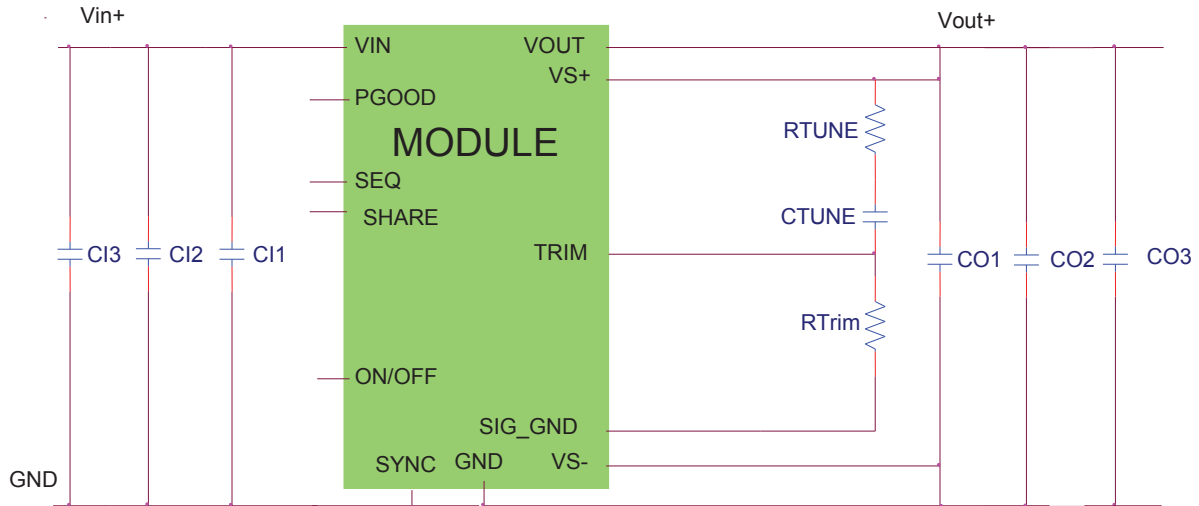 Vin+
Vout+
VIN
VOUT
VS+
PGOOD
MODULE
RTUNE
SEQ
SHARE
CTUNE
TRIM
CI3
CI2
CI1
CO1
CO2
CO3
RTrim
ON/OFF
SIG_GND
SYNC
GND
VS-
GND